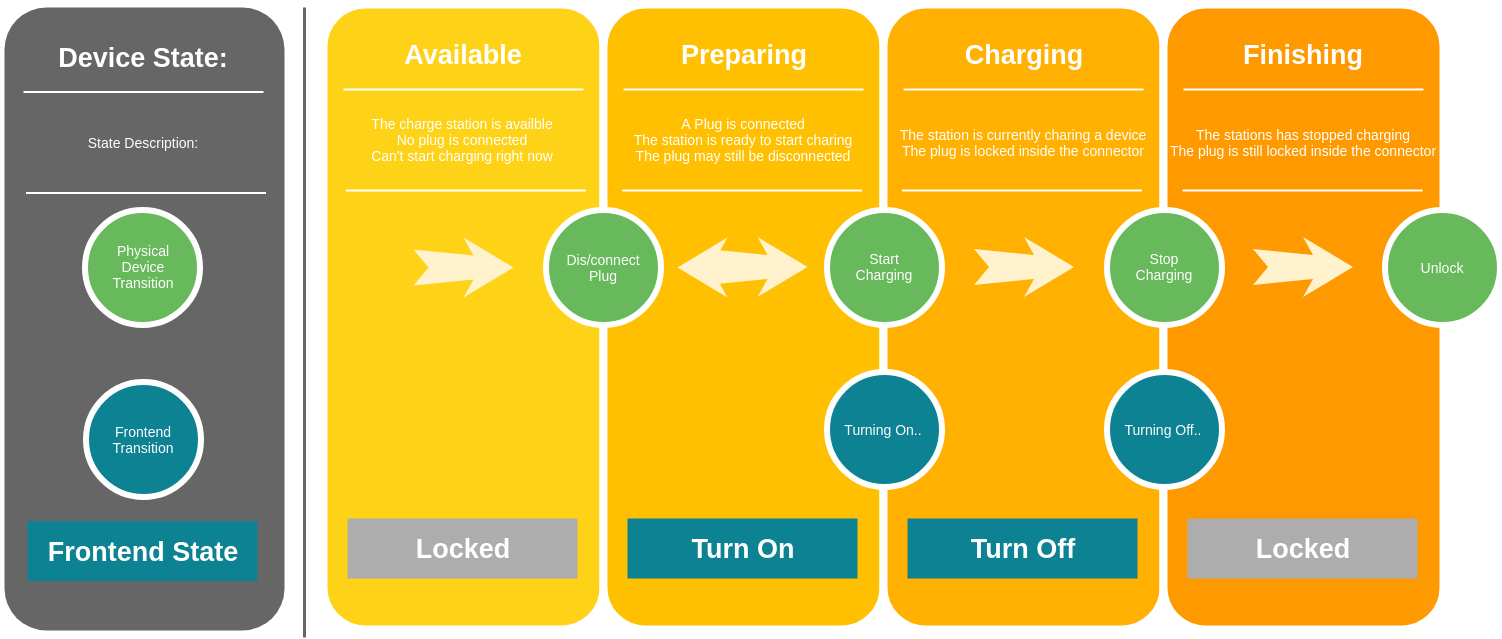 Device State:
State Description:
Physical
Device
Transition
Frontend
Transition
Frontend State
Available
The charge station is availble
No plug is connected
Can't start charging right now
Dis/connect
Plug
Locked
Preparing
A Plug is connected
The station is ready to start charing
The plug may still be disconnected
Start
Charging
Turning On..
Turn On
Charging
The station is currently charing a device
The plug is locked inside the connector
Stop
Charging
Turning Off..
Turn Off
Finishing
The stations has stopped charging
The plug is still locked inside the connector
Unlock
Locked